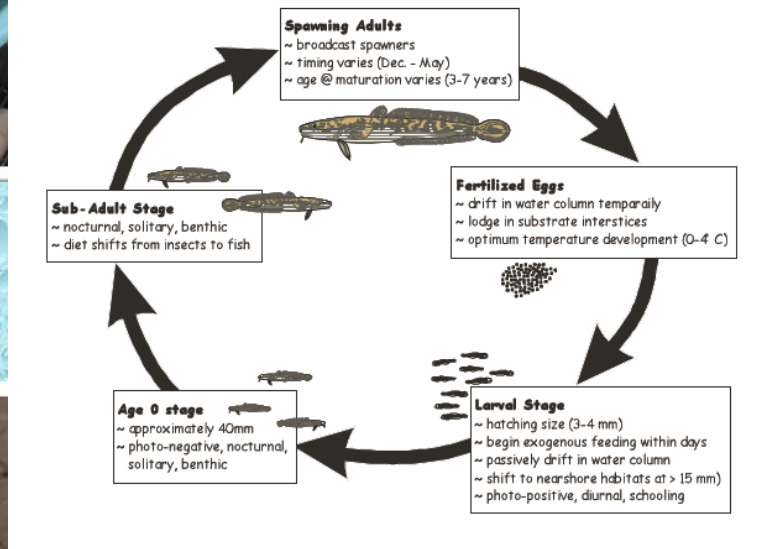 Spawning Adults
~ broadcast spawners
~ timing varies (Dec. - May)
~ age @ maturation varies (3-7 years)
Fertilized Eggs
~ drift in water column temparaily
~ lodge in substrate interstices
~ optimum temperature development (0-4° C)
Larval Stage
~ hatching size (3-4 mm)
~ begin exogenous feeding within days
~ passively drift in water column
~ shift to nearshore habitats at > 15 mm)
~ photo-positive, diurnal, schooling
Age 0 stage
~ approximately 40mm
~ photo-negative, nocturnal,
solitary, benthic
Sub-Adult Stage
~ nocturnal, solitary, benthic
~ diet shifts from insects to fish